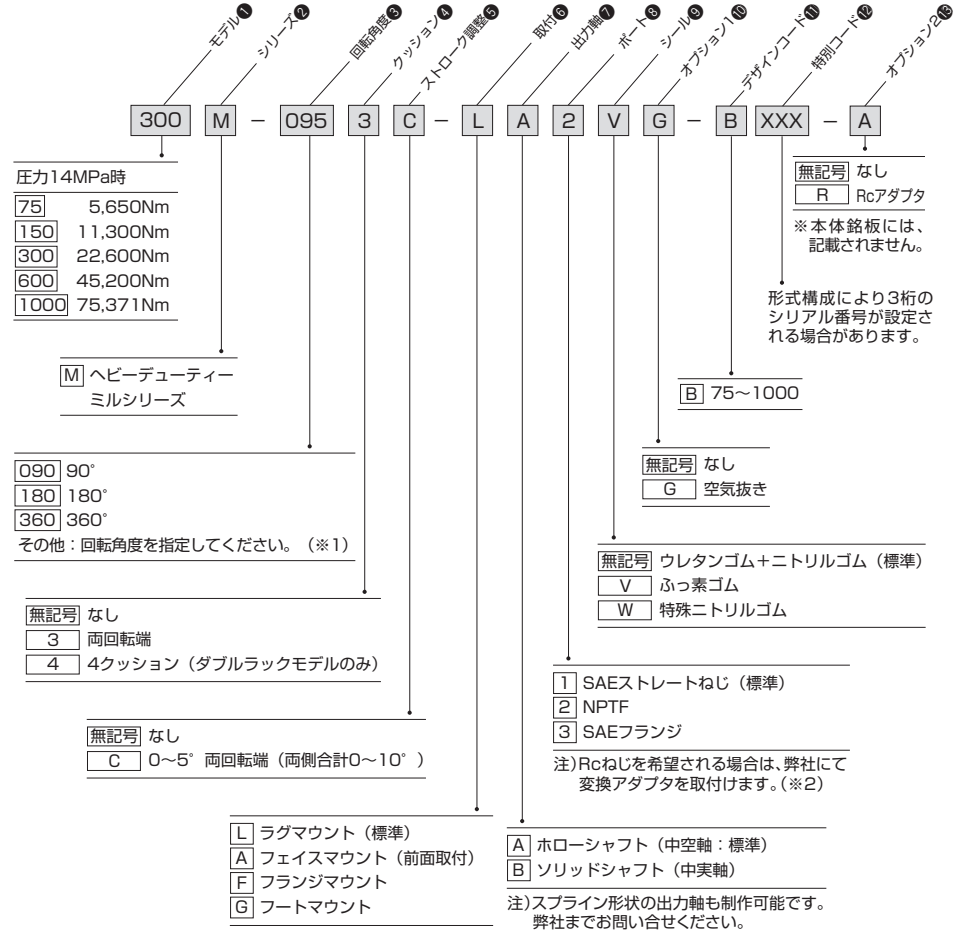 モデル❶
シリーズ❷
回転角度❸
クッション❹
ストローク調整❺
取付❻
出力軸❼
ポート❽
シール❾
オプション1❿
デザインコード⓫
特別コード⓬
オプション2⓭
300 M － 095 3 C － L A 2 V G － B XXX － A
圧力14MPa時
75 5,650Nm
150 11,300Nm
300 22,600Nm
600 45,200Nm
1000 75,371Nm
M ヘビーデューティー
ミルシリーズ
090 90°
180 180°
360 360°
その他：回転角度を指定してください。（※1）
無記号 なし
3 両回転端
4 4クッション（ダブルラックモデルのみ）
無記号 なし
C 0～5° 両回転端（両側合計0～10°）
L ラグマウント（標準）
A フェイスマウント（前面取付）
F フランジマウント
G フートマウント
A ホローシャフト（中空軸：標準）
B ソリッドシャフト（中実軸）
注)スプライン形状の出力軸も制作可能です。
弊社までお問い合せください。
1 SAEストレートねじ（標準）
2 NPTF
3 SAEフランジ
注)Rcねじを希望される場合は、弊社にて
変換アダプタを取付けます。(※2)
無記号 ウレタンゴム＋ニトリルゴム（標準）
V ふっ素ゴム
W 特殊ニトリルゴム
無記号 なし
G 空気抜き
B 75～1000
形式構成により3桁の
シリアル番号が設定さ
れる場合があります。
無記号 なし
R Rcアダプタ
※本体銘板には、
記載されません。